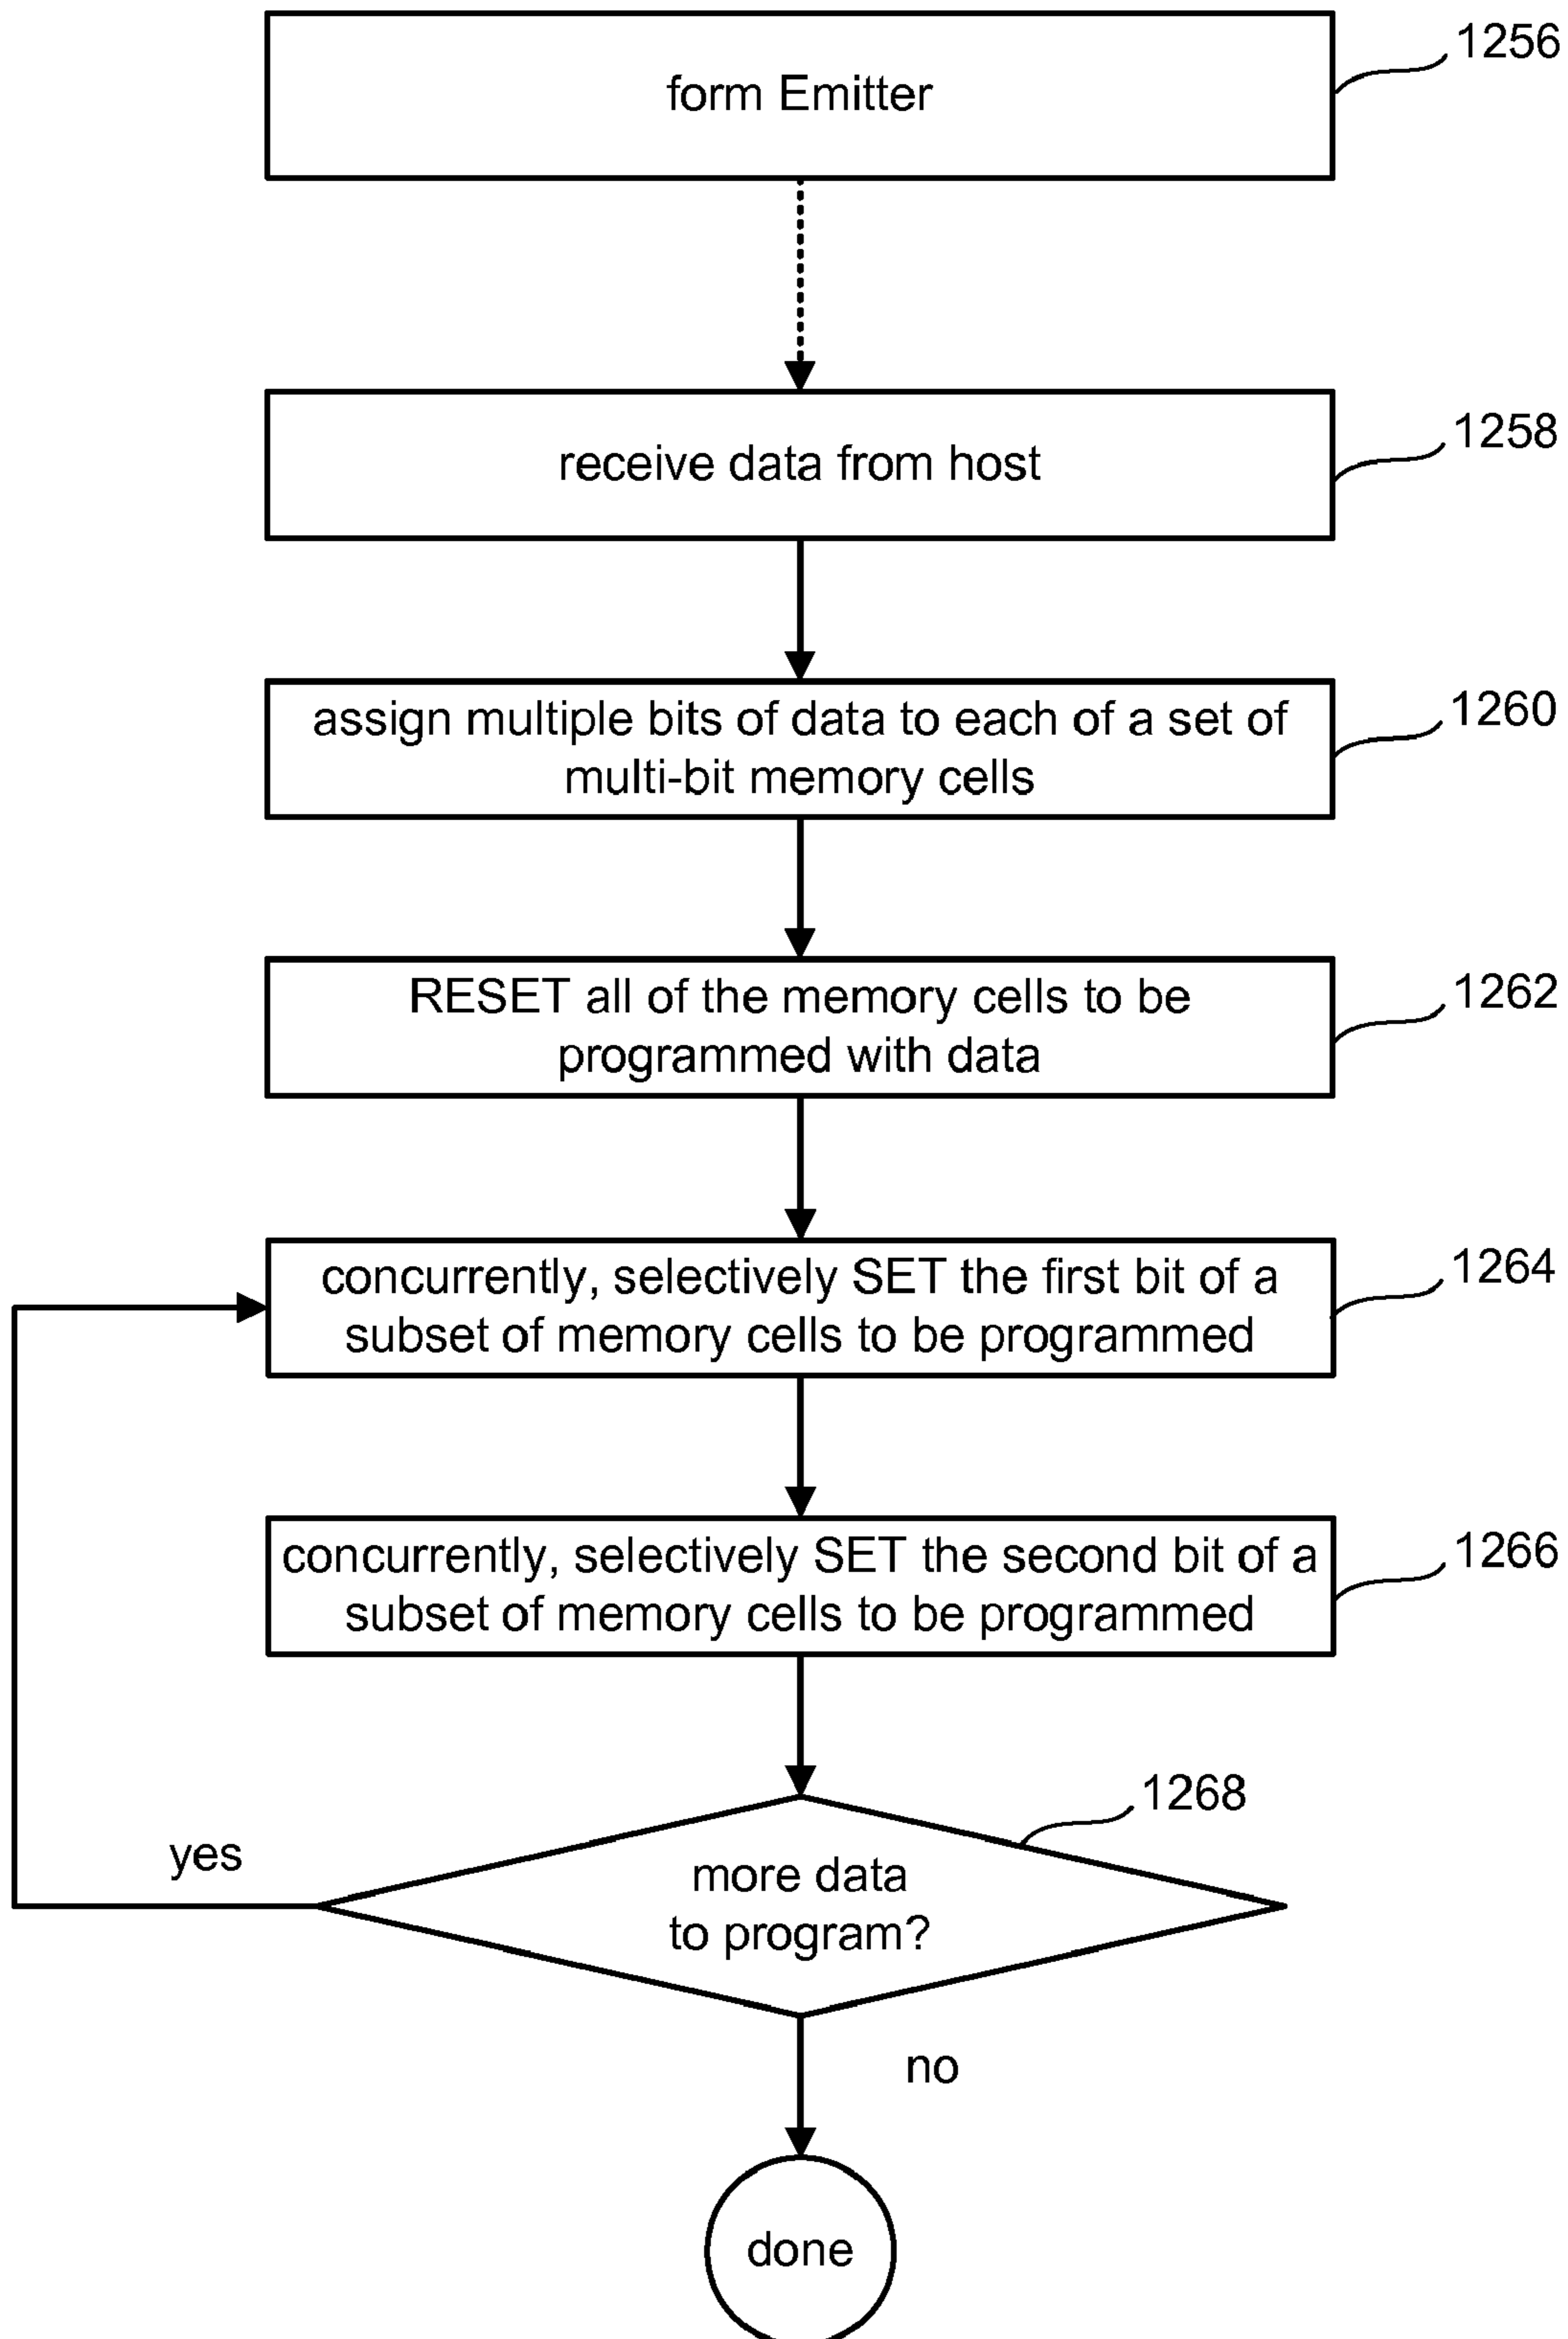 form Emitter
1256
receive data from host
1258
assign multiple bits of data to each of a set of
multi-bit memory cells
1260
RESET all of the memory cells to be
programmed with data
1262
concurrently, selectively SET the first bit of a
subset of memory cells to be programmed
1264
concurrently, selectively SET the second bit of a
subset of memory cells to be programmed
1266
1268
more data
to program?
yes
no
done